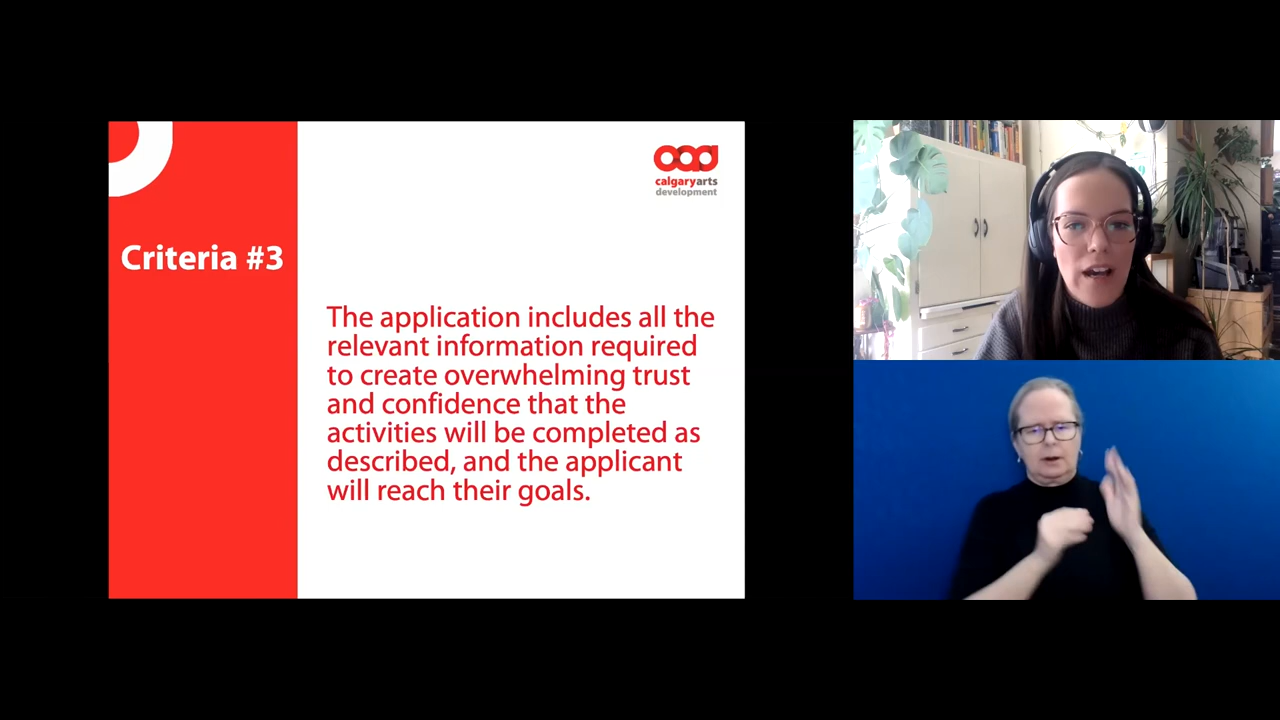 Criteria #3
calgaryarts
development
The application includes all the
relevant information required
to create overwhelming trust
and confidence that the
activities will be completed as
described, and the applicant
will reach their goals.